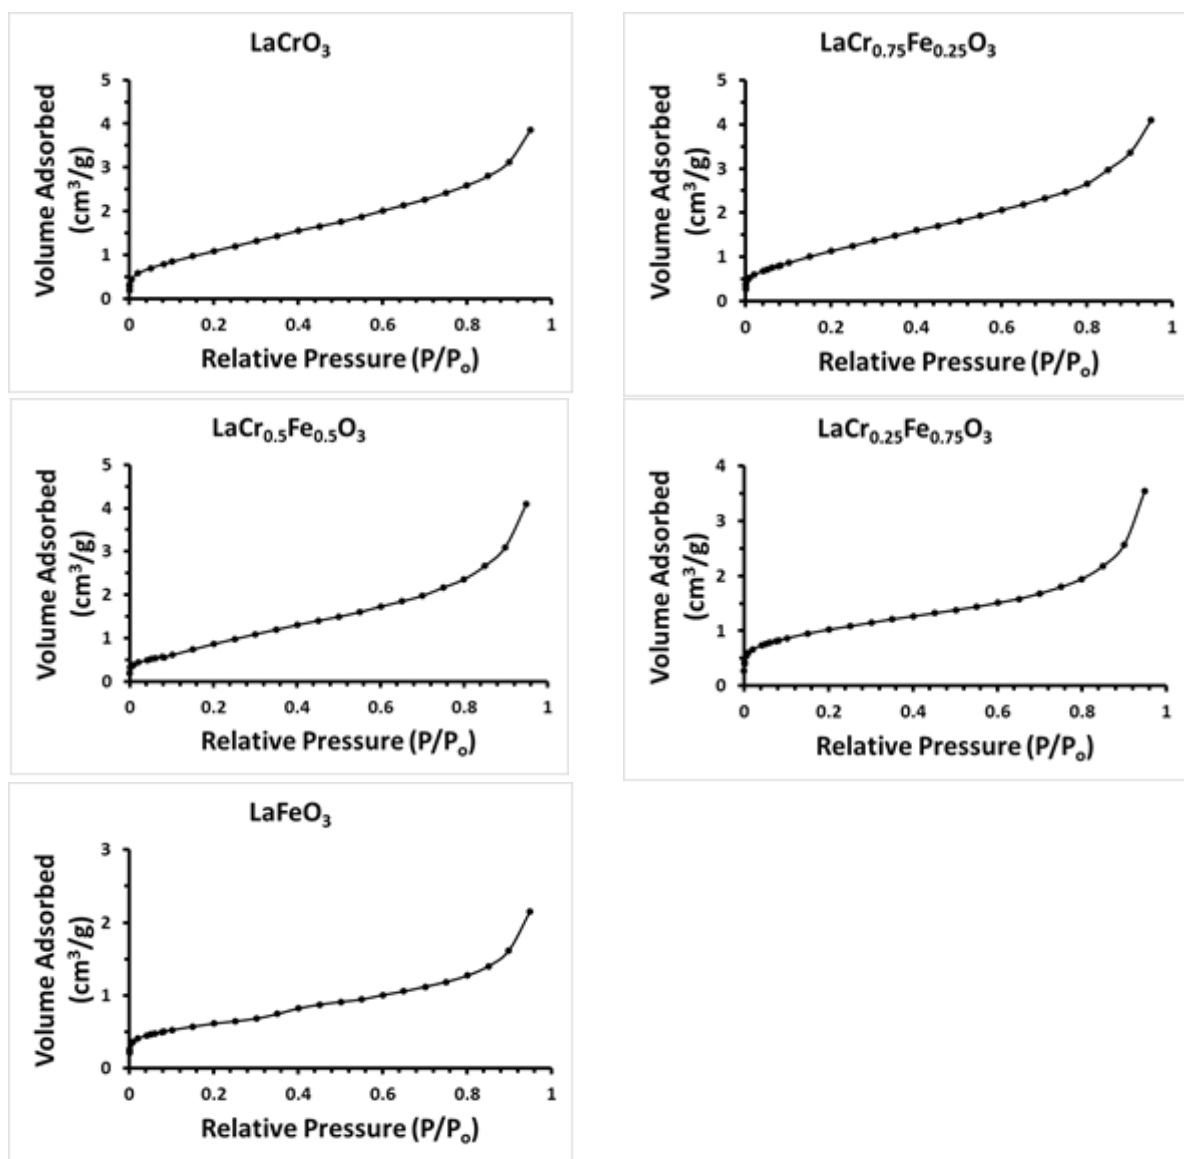 LaCrO₃
Volume Adsorbed
(cm³/g)
5
4
3
2
1
0
0 0.2 0.4 0.6 0.8 1
Relative Pressure (P/Pₒ)
LaCr₀.₇₅Fe₀.₂₅O₃
Volume Adsorbed
(cm³/g)
5
4
3
2
1
0
0 0.2 0.4 0.6 0.8 1
Relative Pressure (P/Pₒ)
LaCr₀.₅Fe₀.₅O₃
Volume Adsorbed
(cm³/g)
5
4
3
2
1
0
0 0.2 0.4 0.6 0.8 1
Relative Pressure (P/Pₒ)
LaCr₀.₂₅Fe₀.₇₅O₃
Volume Adsorbed
(cm³/g)
4
3
2
1
0
0 0.2 0.4 0.6 0.8 1
Relative Pressure (P/Pₒ)
LaFeO₃
Volume Adsorbed
(cm³/g)
3
2
1
0
0 0.2 0.4 0.6 0.8 1
Relative Pressure (P/Pₒ)